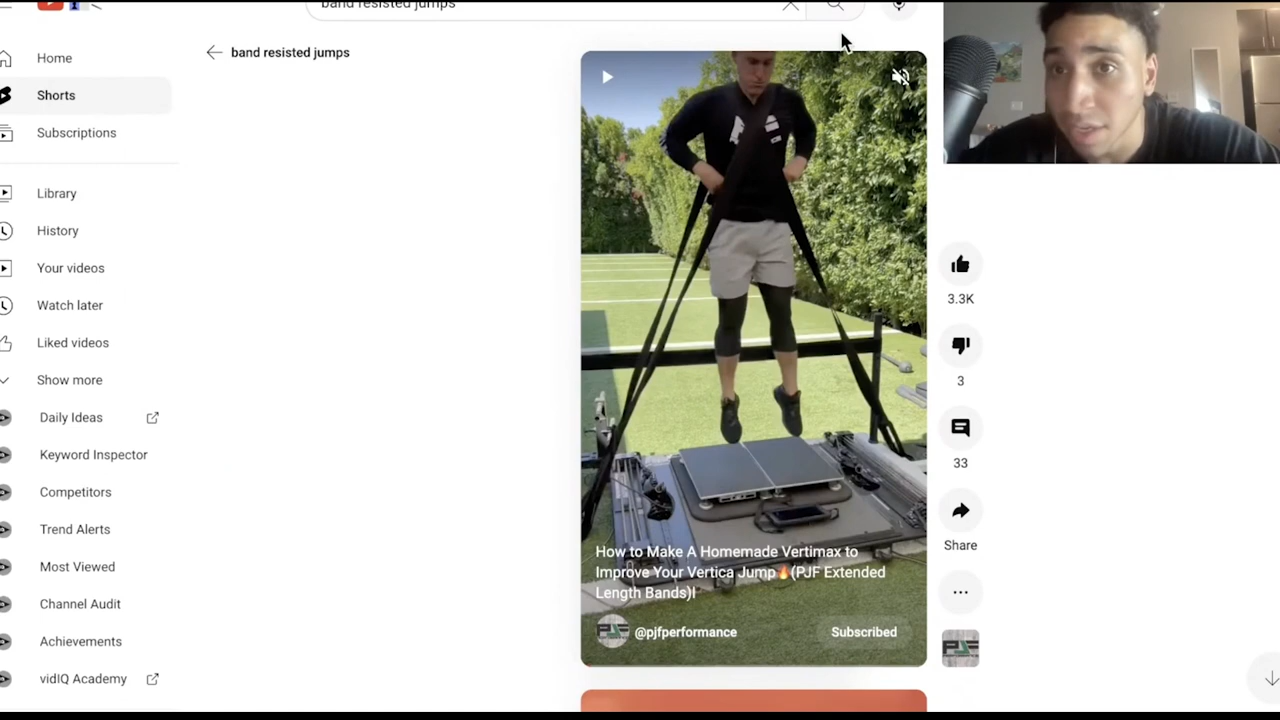 band resisted jumps
Home
Shorts
Subscriptions
Library
History
Your videos
Watch later
Liked videos
Show more
Daily Ideas
Keyword Inspector
Competitors
Trend Alerts
Most Viewed
Channel Audit
Achievements
vidIQ Academy
band resisted jumps
How to Make A Homemade Vertimax to
Improve Your Vertica Jump🔥(PJF Extended
Length Bands)!
@pjfperformance
Subscribed
3.3K
3
33
Share
PJF